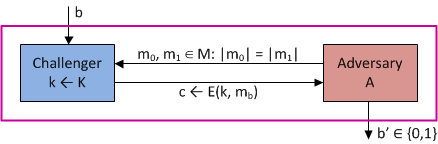 b
m₀, m₁ ∈ M: |m₀| = |m₁|
Challenger
k ← K
Adversary
A
c ← E(k, m_b)
b' ∈ {0,1}